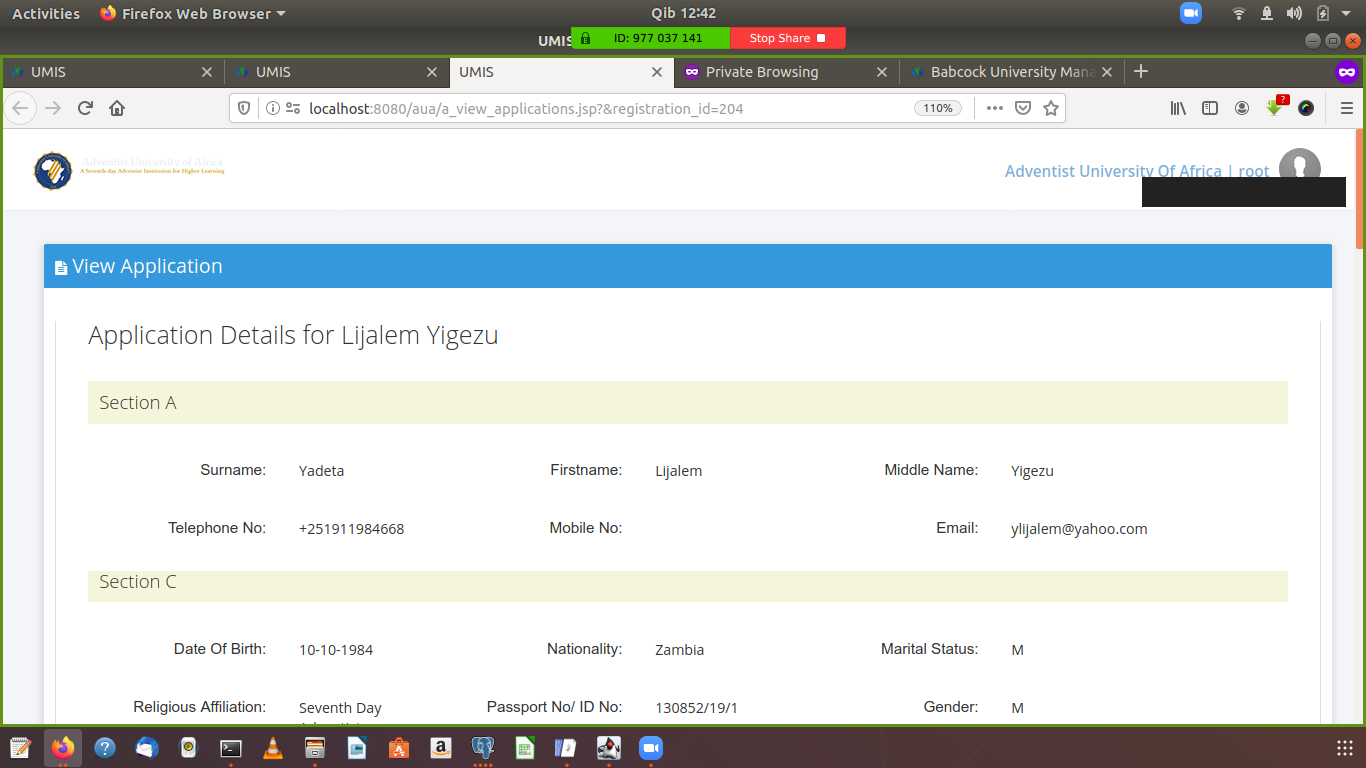 Activities Firefox Web Browser Qib 12:42
UMIS ID: 977 037 141 Stop Share
UMIS UMIS UMIS Private Browsing Babcock University Mana
localhost:8080/aua/a_view_applications.jsp?&registration_id=204 110% ?
Adventist University of Africa
A Seventh-day Adventist Institution for Higher Learning
Adventist University Of Africa | root
View Application
Application Details for Lijalem Yigezu
Section A
Surname: Yadeta Firstname: Lijalem Middle Name: Yigezu
Telephone No: +251911984668 Mobile No: Email: ylijalem@yahoo.com
Section C
Date Of Birth: 10-10-1984 Nationality: Zambia Marital Status: M
Religious Affiliation: Seventh Day Passport No/ ID No: 130852/19/1 Gender: M